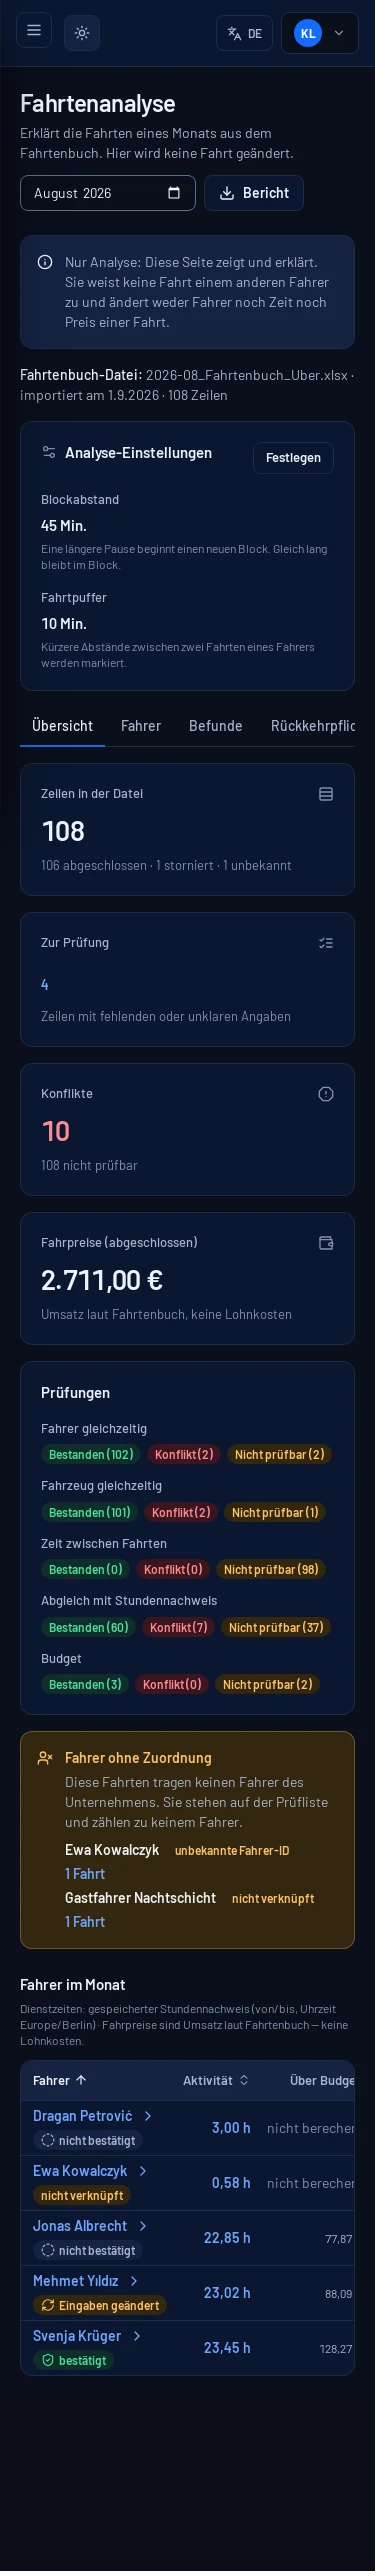 DE
KL
Fahrtenanalyse
Erklärt die Fahrten eines Monats aus dem
Fahrtenbuch. Hier wird keine Fahrt geändert.
August 2026
Bericht
Nur Analyse: Diese Seite zeigt und erklärt.
Sie weist keine Fahrt einem anderen Fahrer
zu und ändert weder Fahrer noch Zeit noch
Preis einer Fahrt.
Fahrtenbuch-Datei: 2026-08_Fahrtenbuch_Uber.xlsx ·
importiert am 1.9.2026 · 108 Zeilen
Analyse-Einstellungen
Festlegen
Blockabstand
45 Min.
Eine längere Pause beginnt einen neuen Block. Gleich lang
bleibt im Block.
Fahrtpuffer
10 Min.
Kürzere Abstände zwischen zwei Fahrten eines Fahrers
werden markiert.
Übersicht Fahrer Befunde Rückkehrpflic
Zeilen in der Datei
108
106 abgeschlossen · 1 storniert · 1 unbekannt
Zur Prüfung
4
Zeilen mit fehlenden oder unklaren Angaben
Konflikte
10
108 nicht prüfbar
Fahrpreise (abgeschlossen)
2.711,00 €
Umsatz laut Fahrtenbuch, keine Lohnkosten
Prüfungen
Fahrer gleichzeitig
Bestanden (102) Konflikt (2) Nicht prüfbar (2)
Fahrzeug gleichzeitig
Bestanden (101) Konflikt (2) Nicht prüfbar (1)
Zeit zwischen Fahrten
Bestanden (0) Konflikt (0) Nicht prüfbar (98)
Abgleich mit Stundennachweis
Bestanden (60) Konflikt (7) Nicht prüfbar (37)
Budget
Bestanden (3) Konflikt (0) Nicht prüfbar (2)
Fahrer ohne Zuordnung
Diese Fahrten tragen keinen Fahrer des
Unternehmens. Sie stehen auf der Prüfliste
und zählen zu keinem Fahrer.
Ewa Kowalczyk unbekannte Fahrer-ID
1 Fahrt
Gastfahrer Nachtschicht nicht verknüpft
1 Fahrt
Fahrer im Monat
Dienstzeiten: gespeicherter Stundennachweis (von/bis, Uhrzeit
Europe/Berlin) · Fahrpreise sind Umsatz laut Fahrtenbuch — keine
Lohnkosten.
Fahrer Aktivität Über Budge
Dragan Petrović 3,00 h nicht berechen
nicht bestätigt
Ewa Kowalczyk 0,58 h nicht berechen
nicht verknüpft
Jonas Albrecht 22,85 h 77,87
nicht bestätigt
Mehmet Yıldız 23,02 h 88,09
Eingaben geändert
Svenja Krüger 23,45 h 128,27
bestätigt